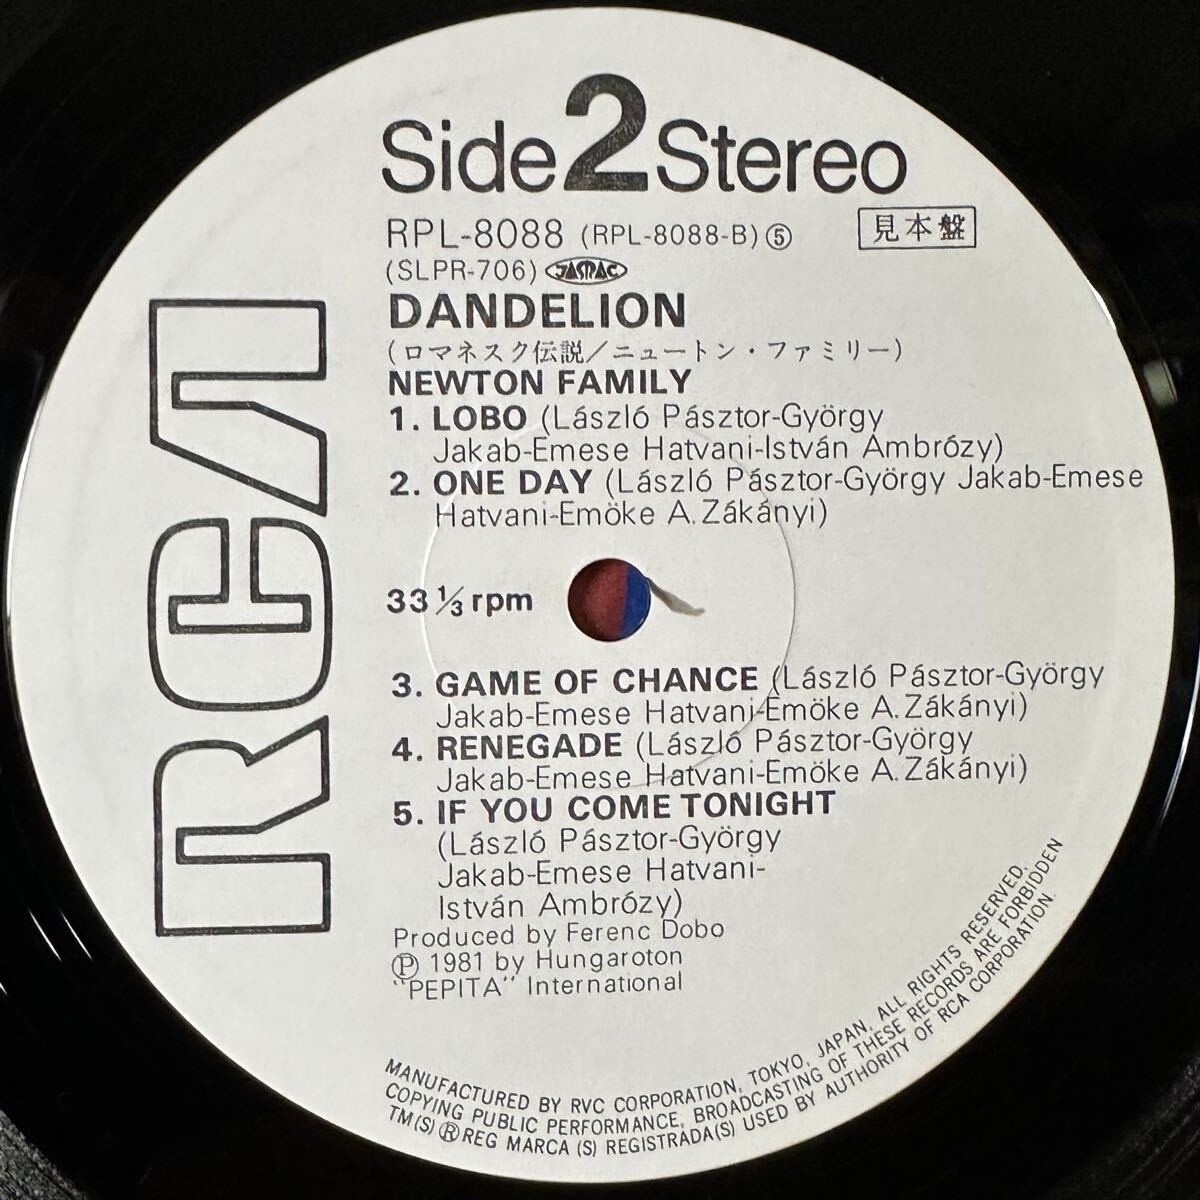 Side 2 Stereo
RPL-8088 (RPL-8088-B) ⑤ 見本盤
(SLPR-706) JASRAC
DANDELION
(ロマネスク伝説/ニュートン・ファミリー)
NEWTON FAMILY
1. LOBO (László Pásztor-György
Jakab-Emese Hatvani-István Ambrózy)
2. ONE DAY (László Pásztor-György Jakab-Emese
Hatvani-Emöke A. Zákányi)
33 1/3 rpm
3. GAME OF CHANCE (László Pásztor-György
Jakab-Emese Hatvani-Emöke A. Zákányi)
4. RENEGADE (László Pásztor-György
Jakab-Emese Hatvani-Emöke A. Zákányi)
5. IF YOU COME TONIGHT
(László Pásztor-György
Jakab-Emese Hatvani-
István Ambrózy)
Produced by Ferenc Dobo
Ⓟ 1981 by Hungaroton
"PEPITA" International
RCA
MANUFACTURED BY RVC CORPORATION, TOKYO, JAPAN, ALL RIGHTS RESERVED.
COPYING PUBLIC PERFORMANCE, BROADCASTING OF THESE RECORDS ARE FORBIDDEN
TM(S) ® REG MARCA (S) REGISTRADA(S) USED BY AUTHORITY OF RCA CORPORATION.